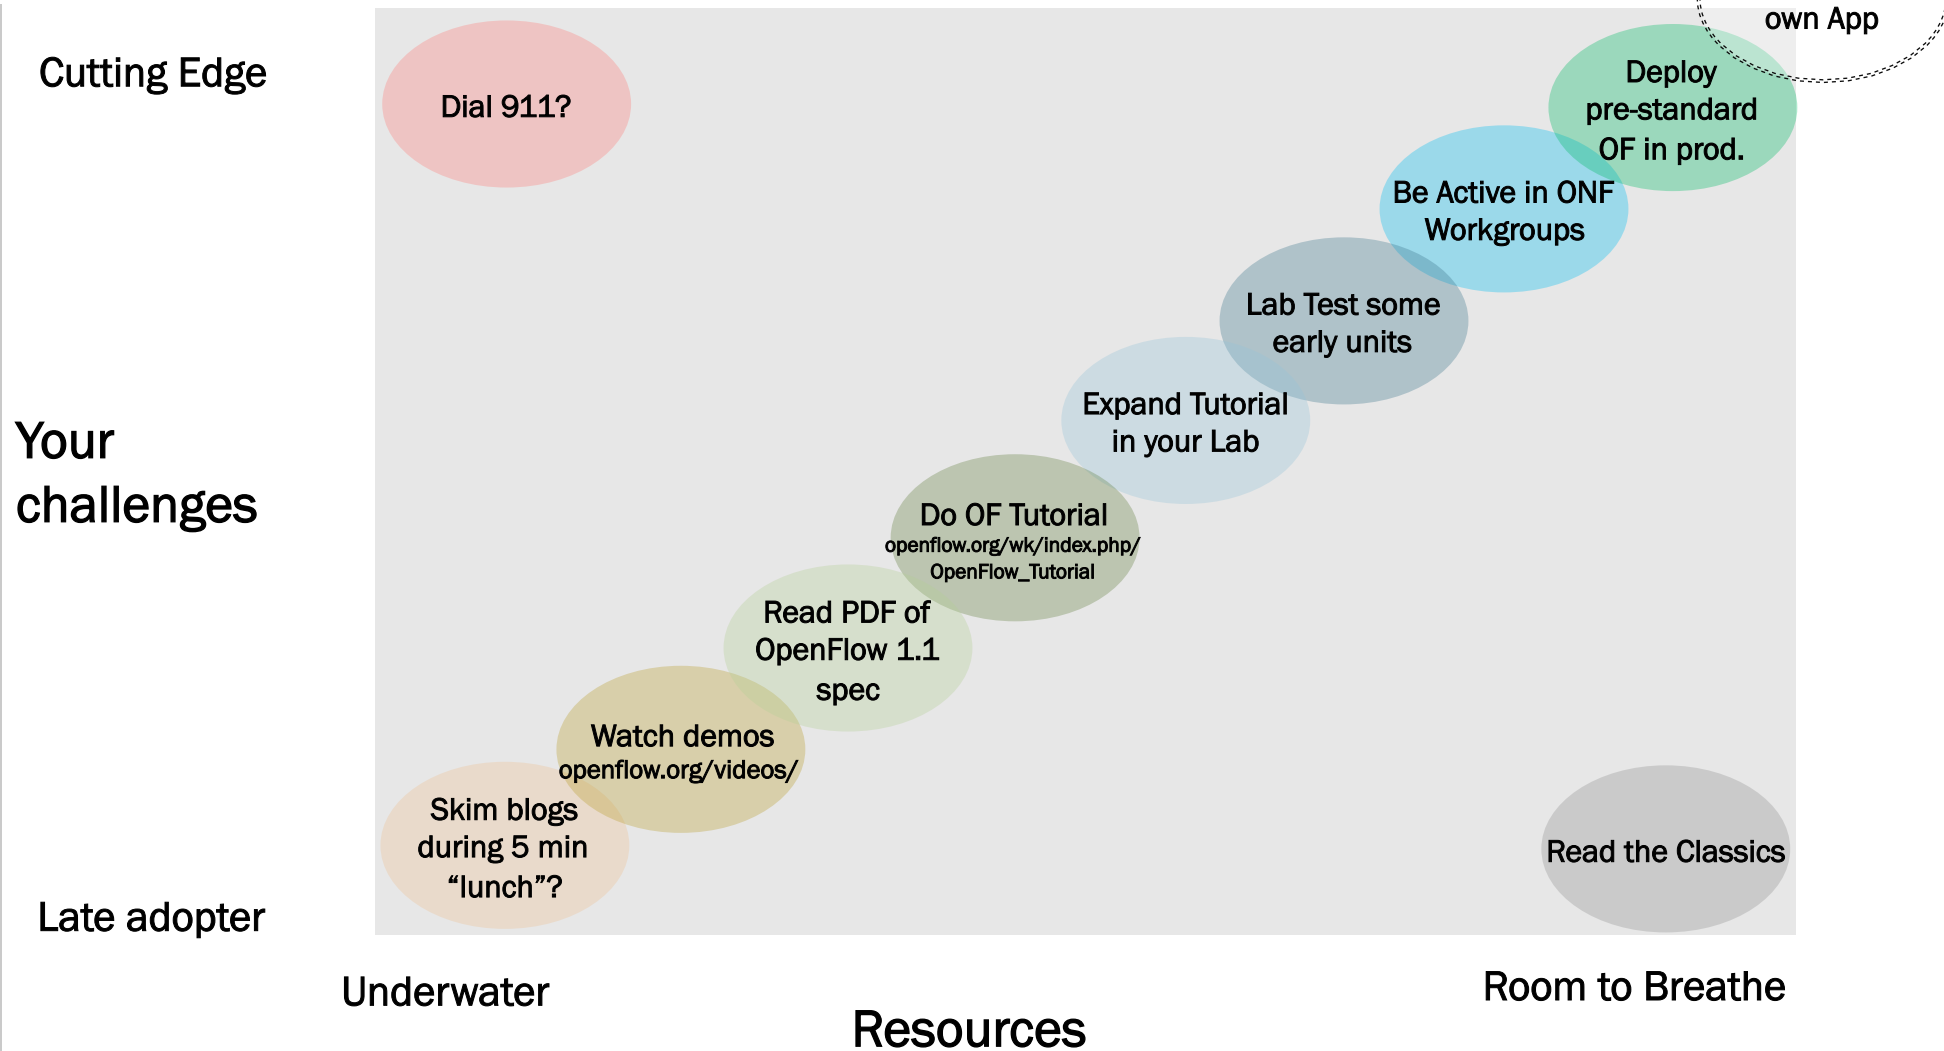 own App
Cutting Edge
Dial 911?
Deploy
pre-standard
OF in prod.
Be Active in ONF
Workgroups
Lab Test some
early units
Expand Tutorial
in your Lab
Your
challenges
Do OF Tutorial
openflow.org/wk/index.php/
OpenFlow_Tutorial
Read PDF of
OpenFlow 1.1
spec
Watch demos
openflow.org/videos/
Skim blogs
during 5 min
“lunch”?
Read the Classics
Late adopter
Underwater
Room to Breathe
Resources